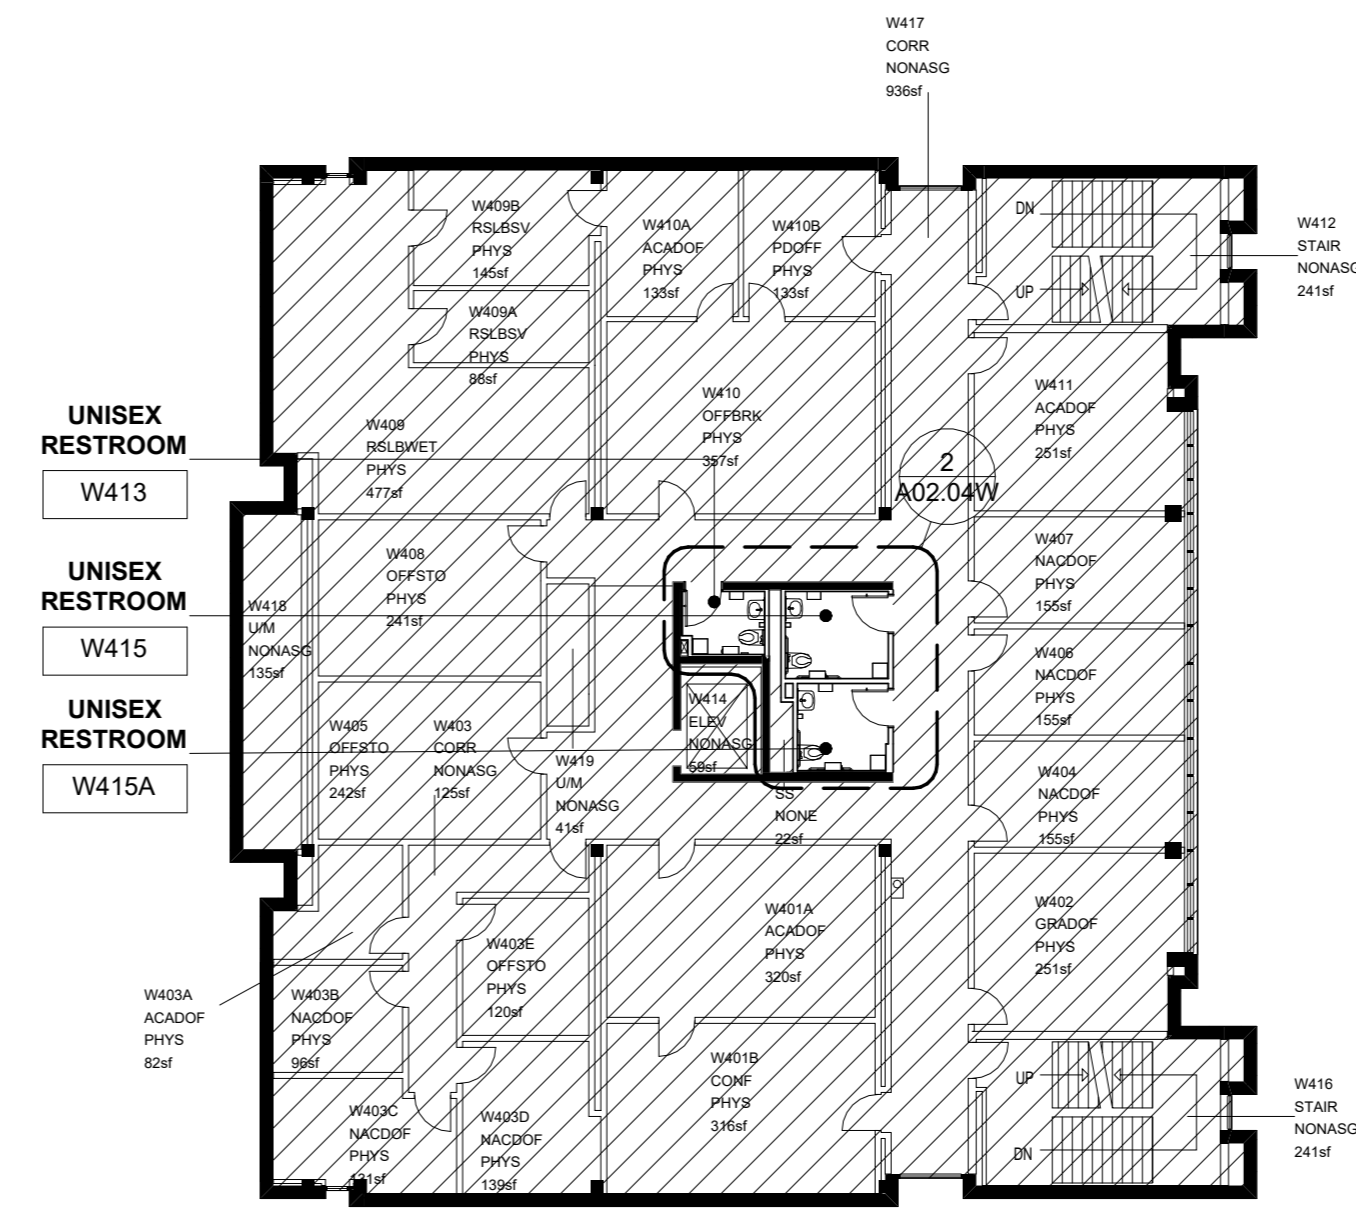 W417
CORR
NONASG
936sf
W409B
RSLBSV
PHYS
145sf
W410A
ACADOF
PHYS
133sf
W410B
PDOFF
PHYS
133sf
DN
UP
W412
STAIR
NONASG
241sf
W409A
RSLBSV
PHYS
88sf
W411
ACADOF
PHYS
251sf
W410
OFFBRK
PHYS
357sf
UNISEX
RESTROOM
W413
W409
RSLBWET
PHYS
477sf
2
A02.04W
W408
OFFSTO
PHYS
241sf
W407
NACDOF
PHYS
155sf
UNISEX
RESTROOM
W415
W418
U/M
NONASG
135sf
W406
NACDOF
PHYS
155sf
UNISEX
RESTROOM
W415A
W405
OFFSTO
PHYS
242sf
W403
CORR
NONASG
125sf
W414
ELEV
NONASG
59sf
W419
U/M
NONASG
41sf
SS
NONE
22sf
W404
NACDOF
PHYS
155sf
W401A
ACADOF
PHYS
320sf
W402
GRADOF
PHYS
251sf
W403E
OFFSTO
PHYS
120sf
W403A
ACADOF
PHYS
82sf
W403B
NACDOF
PHYS
96sf
W401B
CONF
PHYS
316sf
UP
DN
W416
STAIR
NONASG
241sf
W403C
NACDOF
PHYS
131sf
W403D
NACDOF
PHYS
139sf